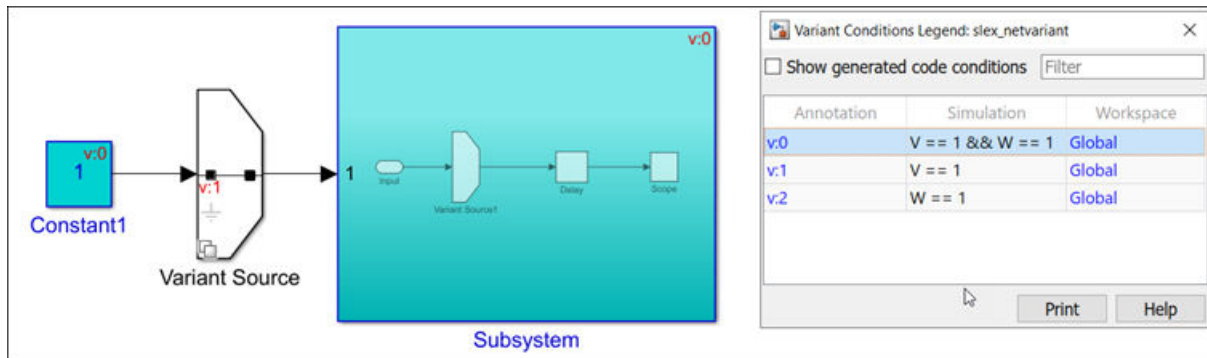 v:0
1
Constant1
v:1
Variant Source
v:0
1
Input
Variant Source1
Delay
Scope
Subsystem
Variant Conditions Legend: slex_netvariant
Show generated code conditions Filter
Annotation Simulation Workspace
v:0 V == 1 && W == 1 Global
v:1 V == 1 Global
v:2 W == 1 Global
Print Help